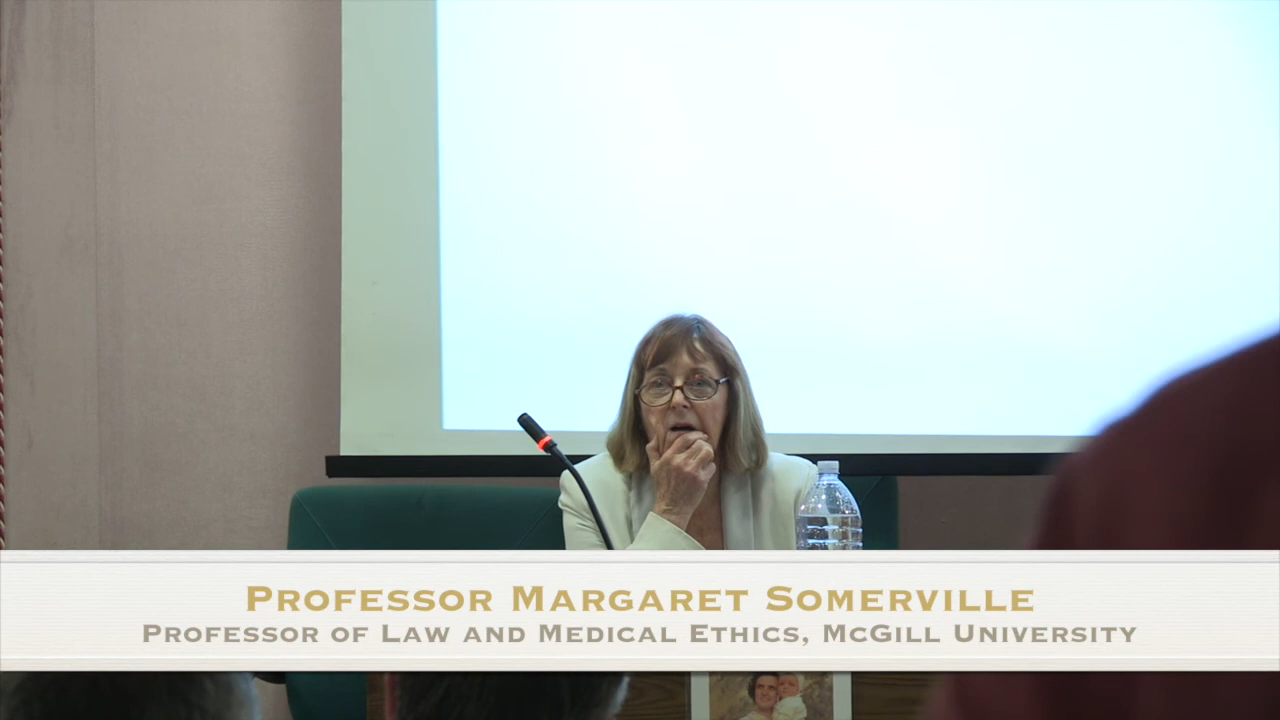 Professor Margaret Somerville
Professor of Law and Medical Ethics, McGill University